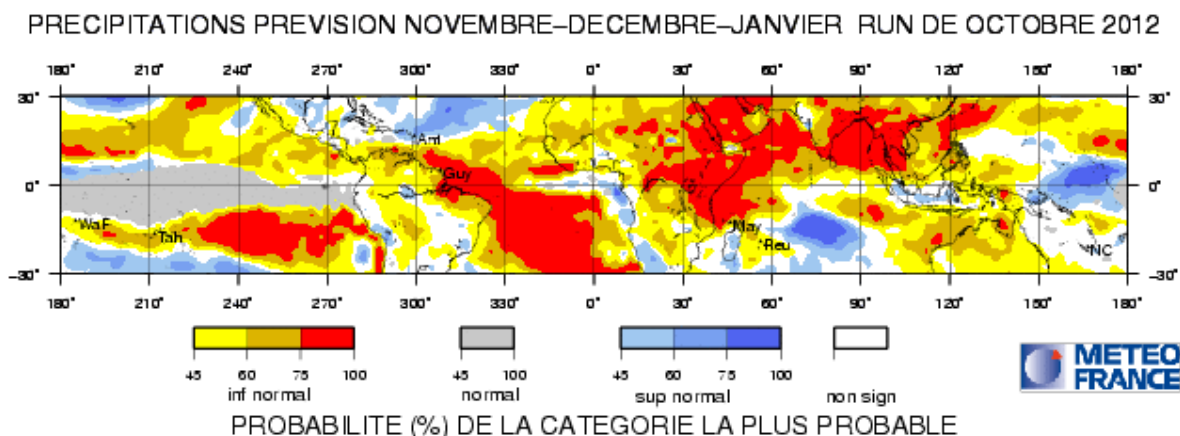 PRECIPITATIONS PREVISION NOVEMBRE-DECEMBRE-JANVIER RUN DE OCTOBRE 2012
180° 210° 240° 300° 330° 0° 30° 60° 90° 120° 150° 180°
30° 30°
Ant
Guy
0° 0°
WaF
Tah
May
Reu
NC
-30° -30°
180° 210° 240° 300° 330° 0° 30° 60° 90° 120° 150° 180°
45 60 75 100 45 100 45 60 75 100
inf normal normal sup normal non sign
METEO
FRANCE
PROBABILITE (%) DE LA CATEGORIE LA PLUS PROBABLE